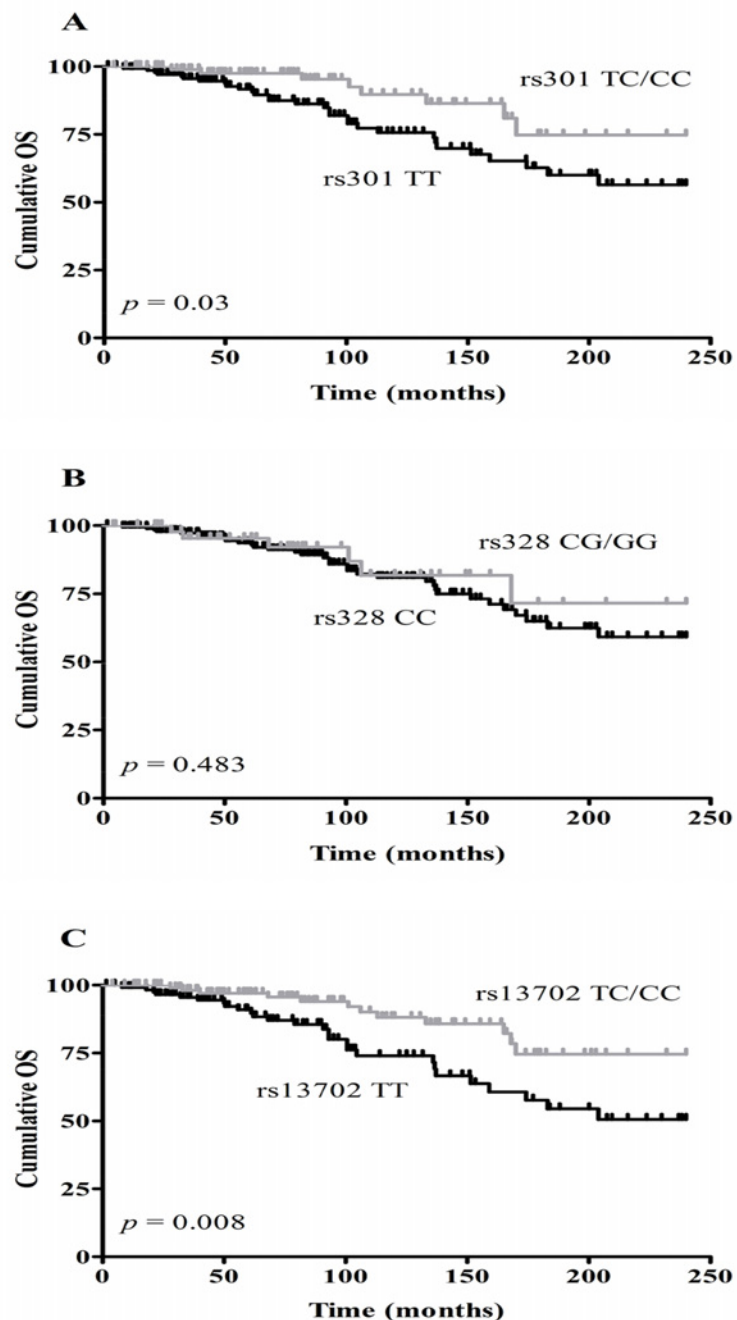 A
100
75
50
25
0
Cumulative OS
rs301 TC/CC
rs301 TT
p = 0.03
0 50 100 150 200 250
Time (months)
B
100
75
50
25
0
Cumulative OS
rs328 CG/GG
rs328 CC
p = 0.483
0 50 100 150 200 250
Time (months)
C
100
75
50
25
0
Cumulative OS
rs13702 TC/CC
rs13702 TT
p = 0.008
0 50 100 150 200 250
Time (months)